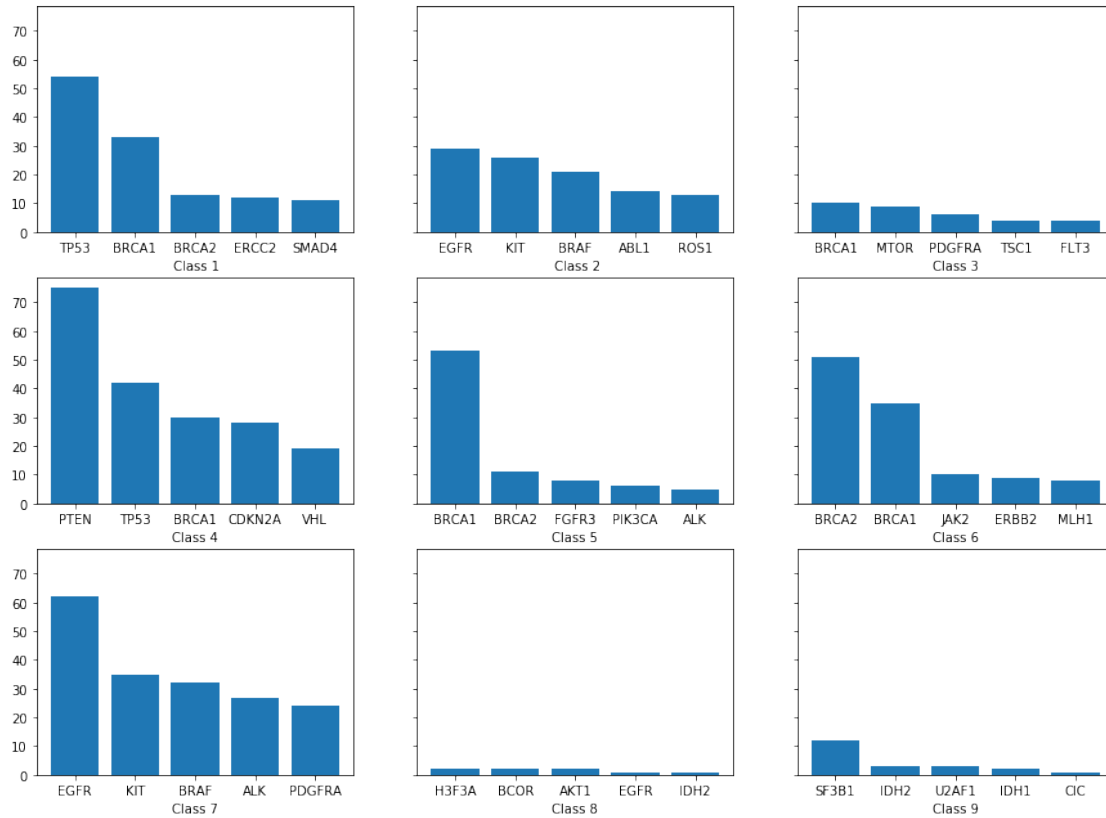 70
60
50
40
30
20
10
0
TP53 BRCA1 BRCA2 ERCC2 SMAD4
Class 1
EGFR KIT BRAF ABL1 ROS1
Class 2
BRCA1 MTOR PDGFRA TSC1 FLT3
Class 3
70
60
50
40
30
20
10
0
PTEN TP53 BRCA1 CDKN2A VHL
Class 4
BRCA1 BRCA2 FGFR3 PIK3CA ALK
Class 5
BRCA2 BRCA1 JAK2 ERBB2 MLH1
Class 6
70
60
50
40
30
20
10
0
EGFR KIT BRAF ALK PDGFRA
Class 7
H3F3A BCOR AKT1 EGFR IDH2
Class 8
SF3B1 IDH2 U2AF1 IDH1 CIC
Class 9